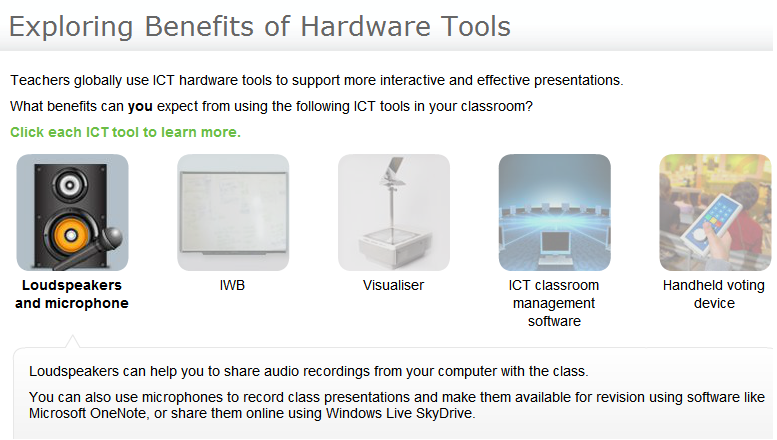 Exploring Benefits of Hardware Tools
Teachers globally use ICT hardware tools to support more interactive and effective presentations.
What benefits can you expect from using the following ICT tools in your classroom?
Click each ICT tool to learn more.
Loudspeakers
and microphone
IWB
Visualiser
ICT classroom
management
software
Handheld voting
device
Loudspeakers can help you to share audio recordings from your computer with the class.
You can also use microphones to record class presentations and make them available for revision using software like
Microsoft OneNote, or share them online using Windows Live SkyDrive.